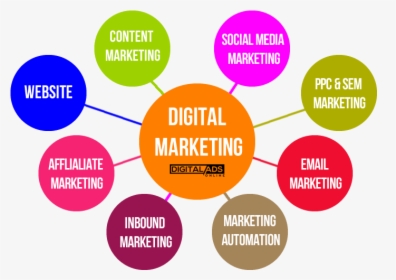 CONTENT
MARKETING
SOCIAL MEDIA
MARKETING
WEBSITE
PPC & SEM
MARKETING
DIGITAL
MARKETING
DIGITALADS
ONLINE
AFFLIALIATE
MARKETING
EMAIL
MARKETING
INBOUND
MARKETING
MARKETING
AUTOMATION